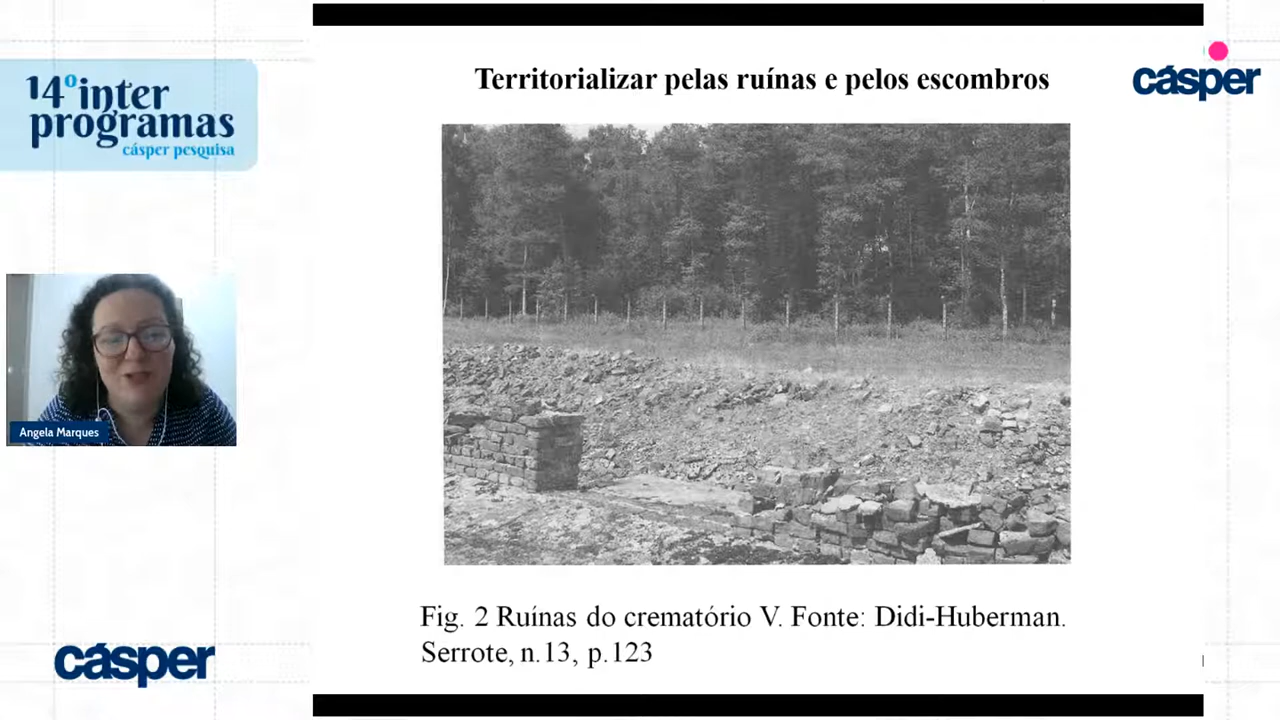 14º inter
programas
cásper pesquisa
Territorializar pelas ruínas e pelos escombros
cásper
Angela Marques
Fig. 2 Ruínas do crematório V. Fonte: Didi-Huberman.
Serrote, n.13, p.123
cásper